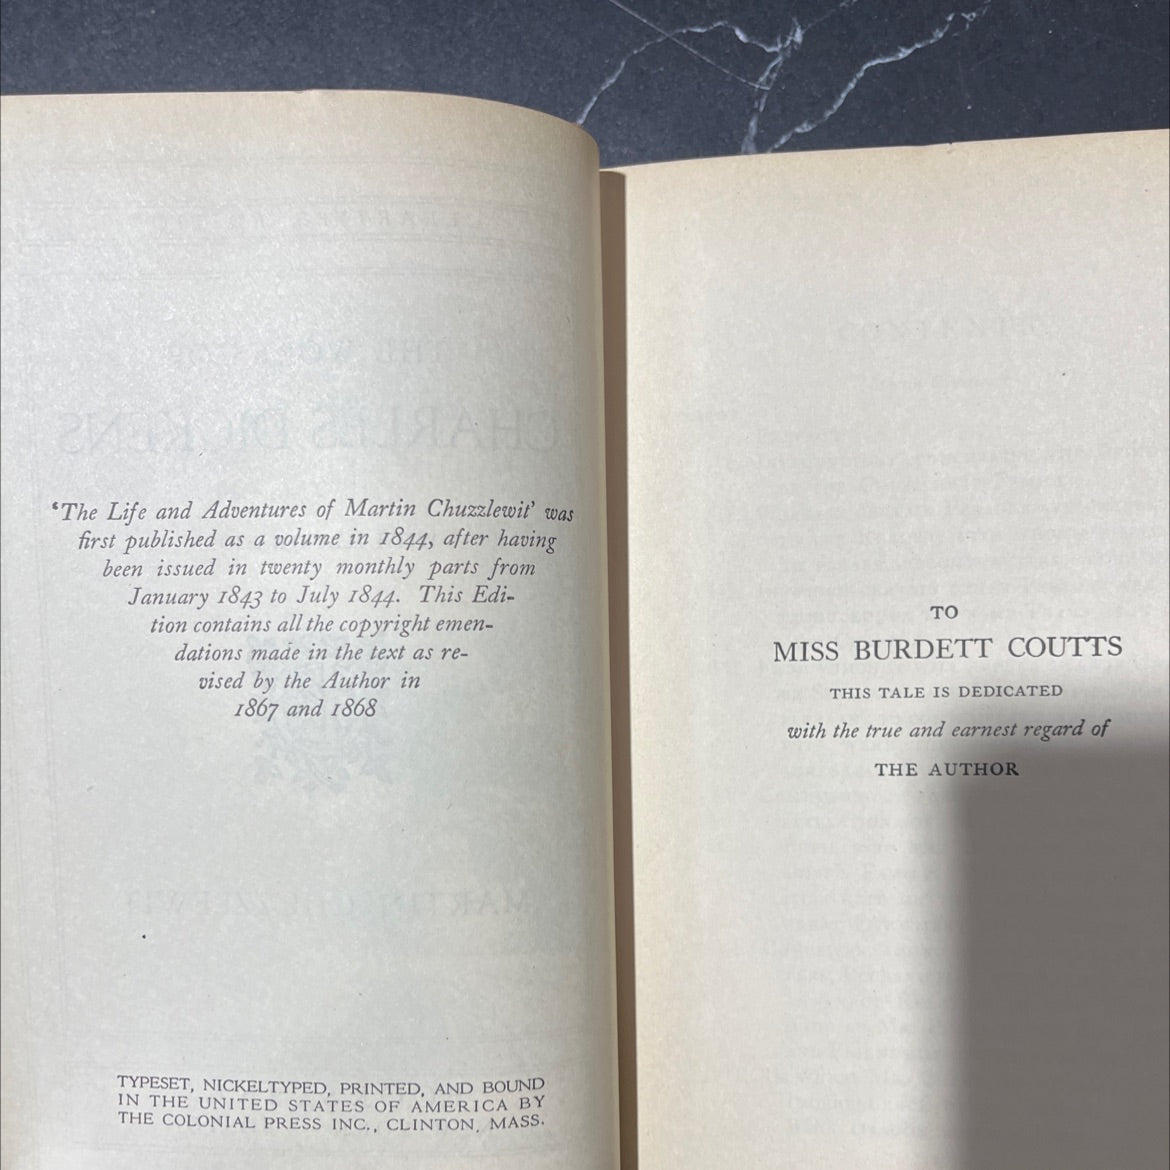 ‘The Life and Adventures of Martin Chuzzlewit’ was
first published as a volume in 1844, after having
been issued in twenty monthly parts from
January 1843 to July 1844. This Edi-
tion contains all the copyright emen-
dations made in the text as re-
vised by the Author in
1867 and 1868
TYPESET, NICKELTYPED, PRINTED, AND BOUND
IN THE UNITED STATES OF AMERICA BY
THE COLONIAL PRESS INC., CLINTON, MASS.
TO
MISS BURDETT COUTTS
THIS TALE IS DEDICATED
with the true and earnest regard of
THE AUTHOR